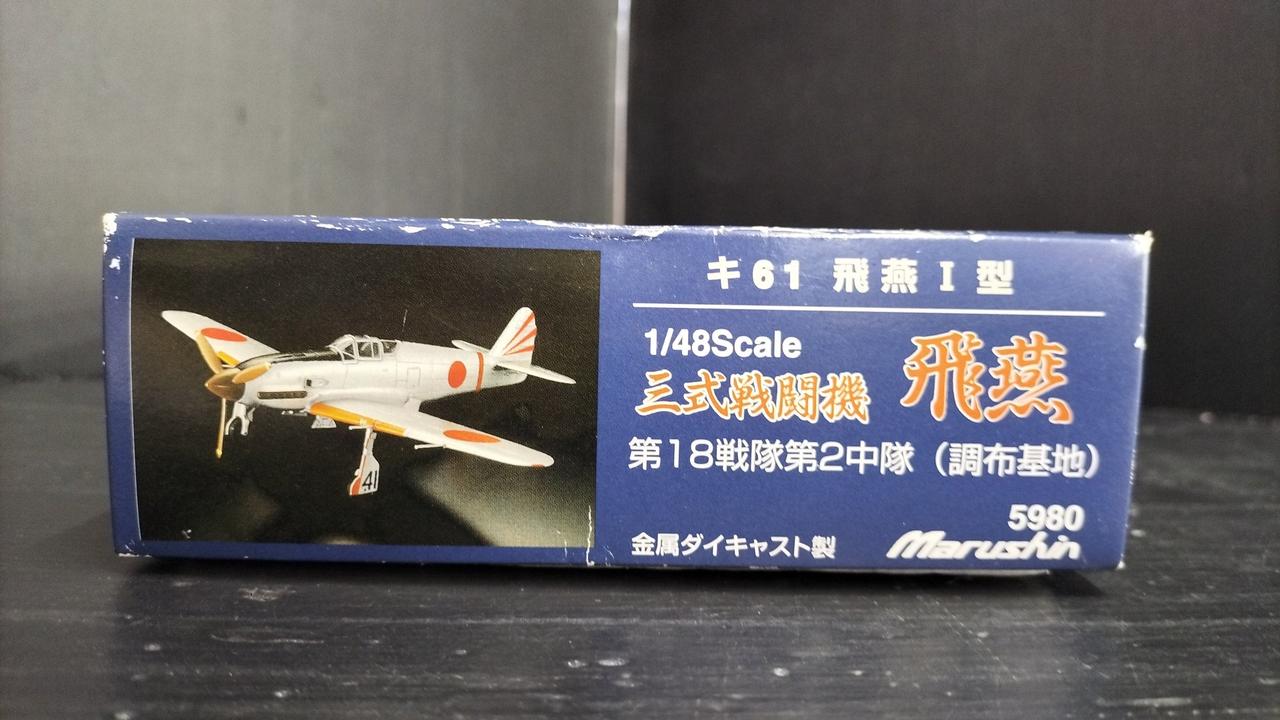 キ61 飛燕 I 型
1/48Scale
三式戦闘機 飛燕
第18戦隊第2中隊（調布基地）
5980
金属ダイキャスト製 Marushin
41